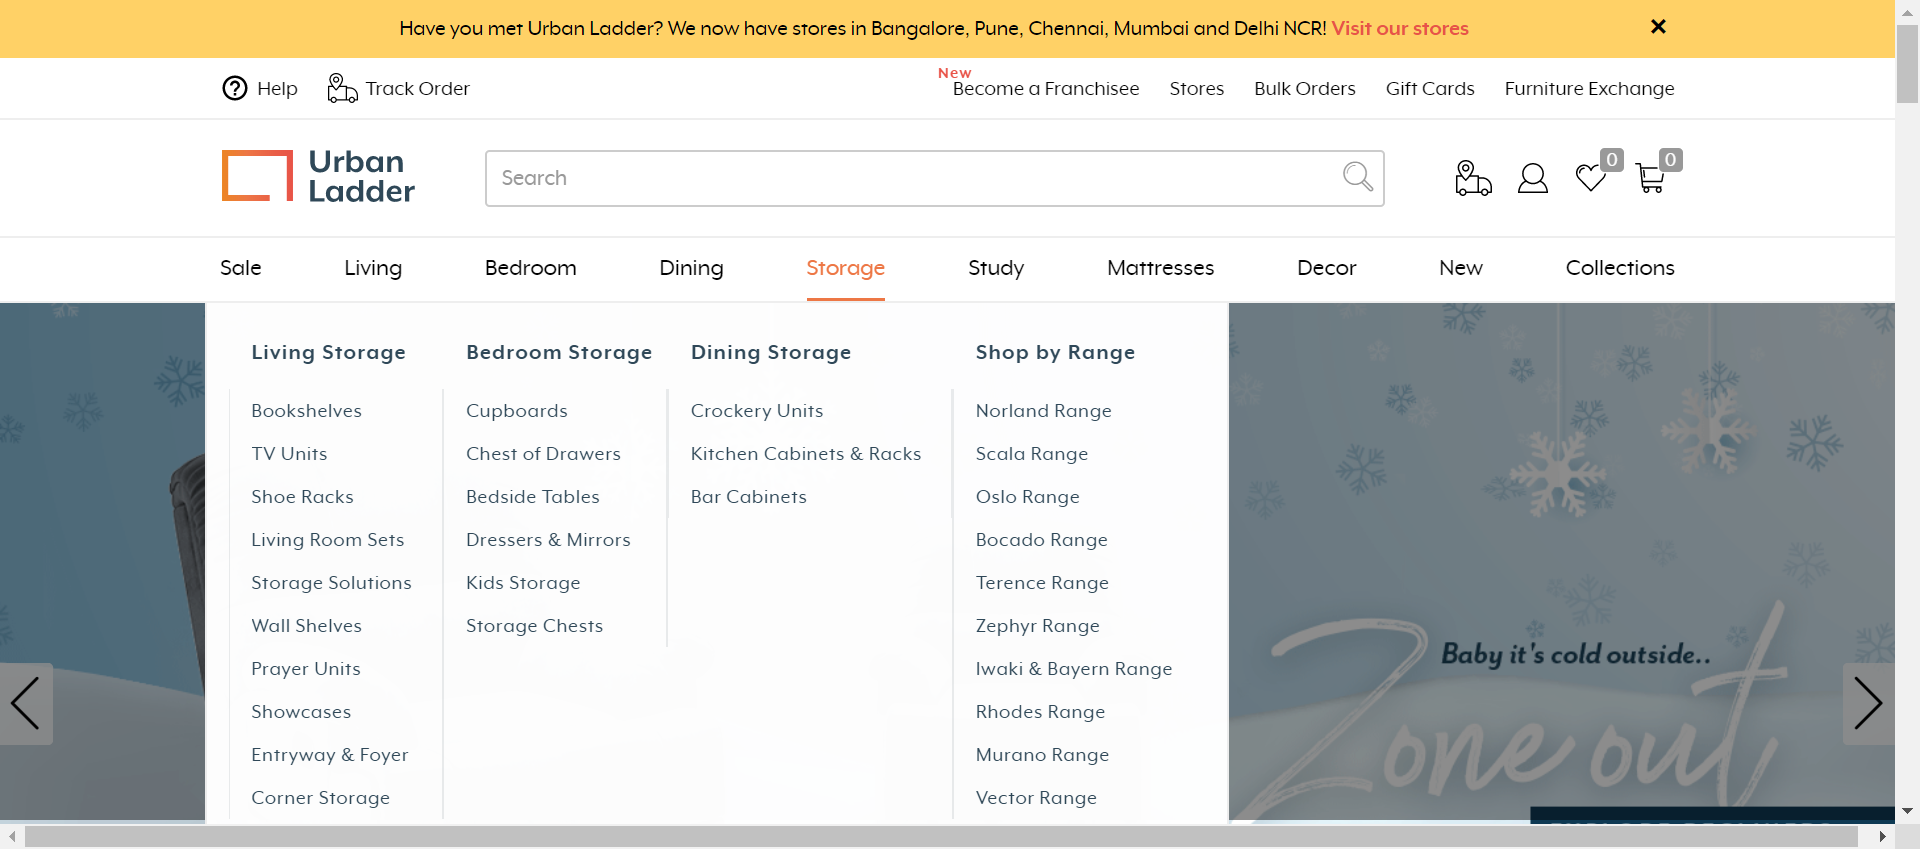 Have you met Urban Ladder? We now have stores in Bangalore, Pune, Chennai, Mumbai and Delhi NCR! Visit our stores
Help
Track Order
New
Become a Franchisee
Stores
Bulk Orders
Gift Cards
Furniture Exchange
Urban
Ladder
Search
0
0
Sale
Living
Bedroom
Dining
Storage
Study
Mattresses
Decor
New
Collections
Living Storage
Bookshelves
TV Units
Shoe Racks
Living Room Sets
Storage Solutions
Wall Shelves
Prayer Units
Showcases
Entryway & Foyer
Corner Storage
Bedroom Storage
Cupboards
Chest of Drawers
Bedside Tables
Dressers & Mirrors
Kids Storage
Storage Chests
Dining Storage
Crockery Units
Kitchen Cabinets & Racks
Bar Cabinets
Shop by Range
Norland Range
Scala Range
Oslo Range
Bocado Range
Terence Range
Zephyr Range
Iwaki & Bayern Range
Rhodes Range
Murano Range
Vector Range
Baby it's cold outside..
Zone out